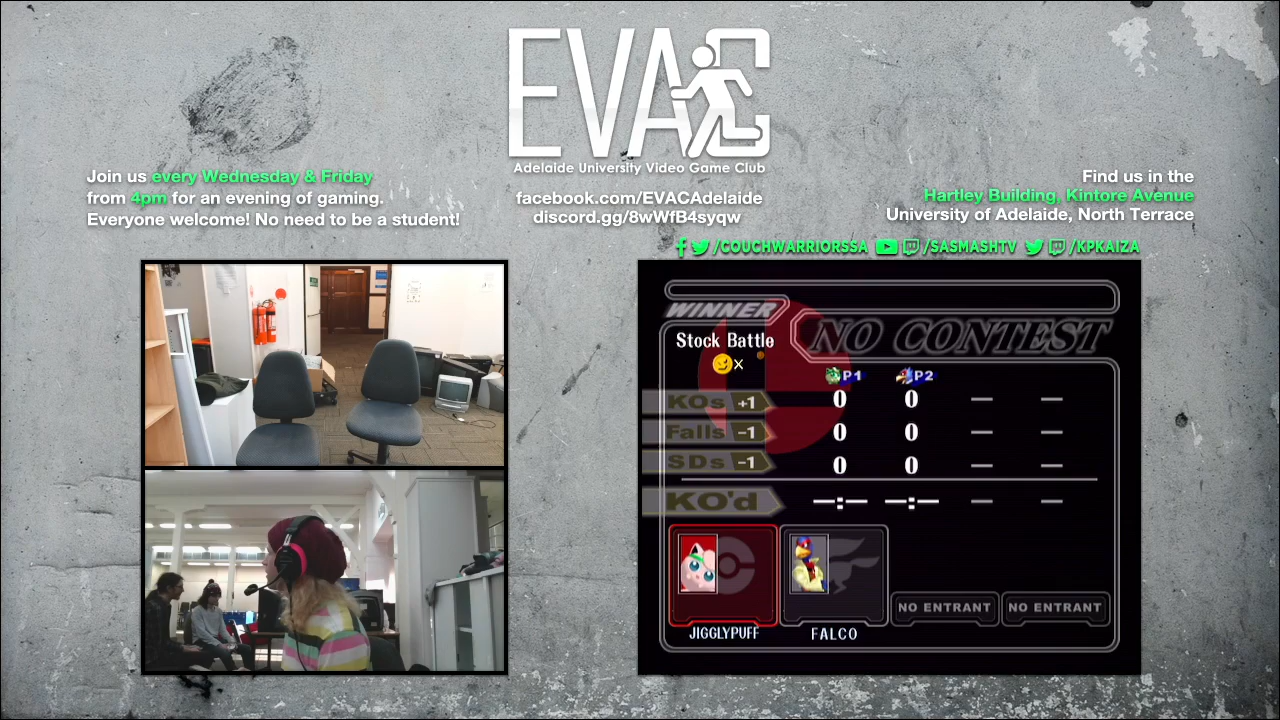 EVAC
Adelaide University Video Game Club
Join us every Wednesday & Friday
from 4pm for an evening of gaming.
Everyone welcome! No need to be a student!
facebook.com/EVACAdelaide
discord.gg/8wWfB4syqw
Find us in the
Hartley Building, Kintore Avenue
University of Adelaide, North Terrace
/COUCHWARRIORSSA /SASMASHTV /KPKAIZA
WINNER
NO CONTEST
Stock Battle
X
P1 P2
KOs +1 0 0 — —
Falls -1 0 0 — —
SDs -1 0 0 — —
KO'd —:— —:— — —
NO ENTRANT NO ENTRANT
JIGGLYPUFF FALCO